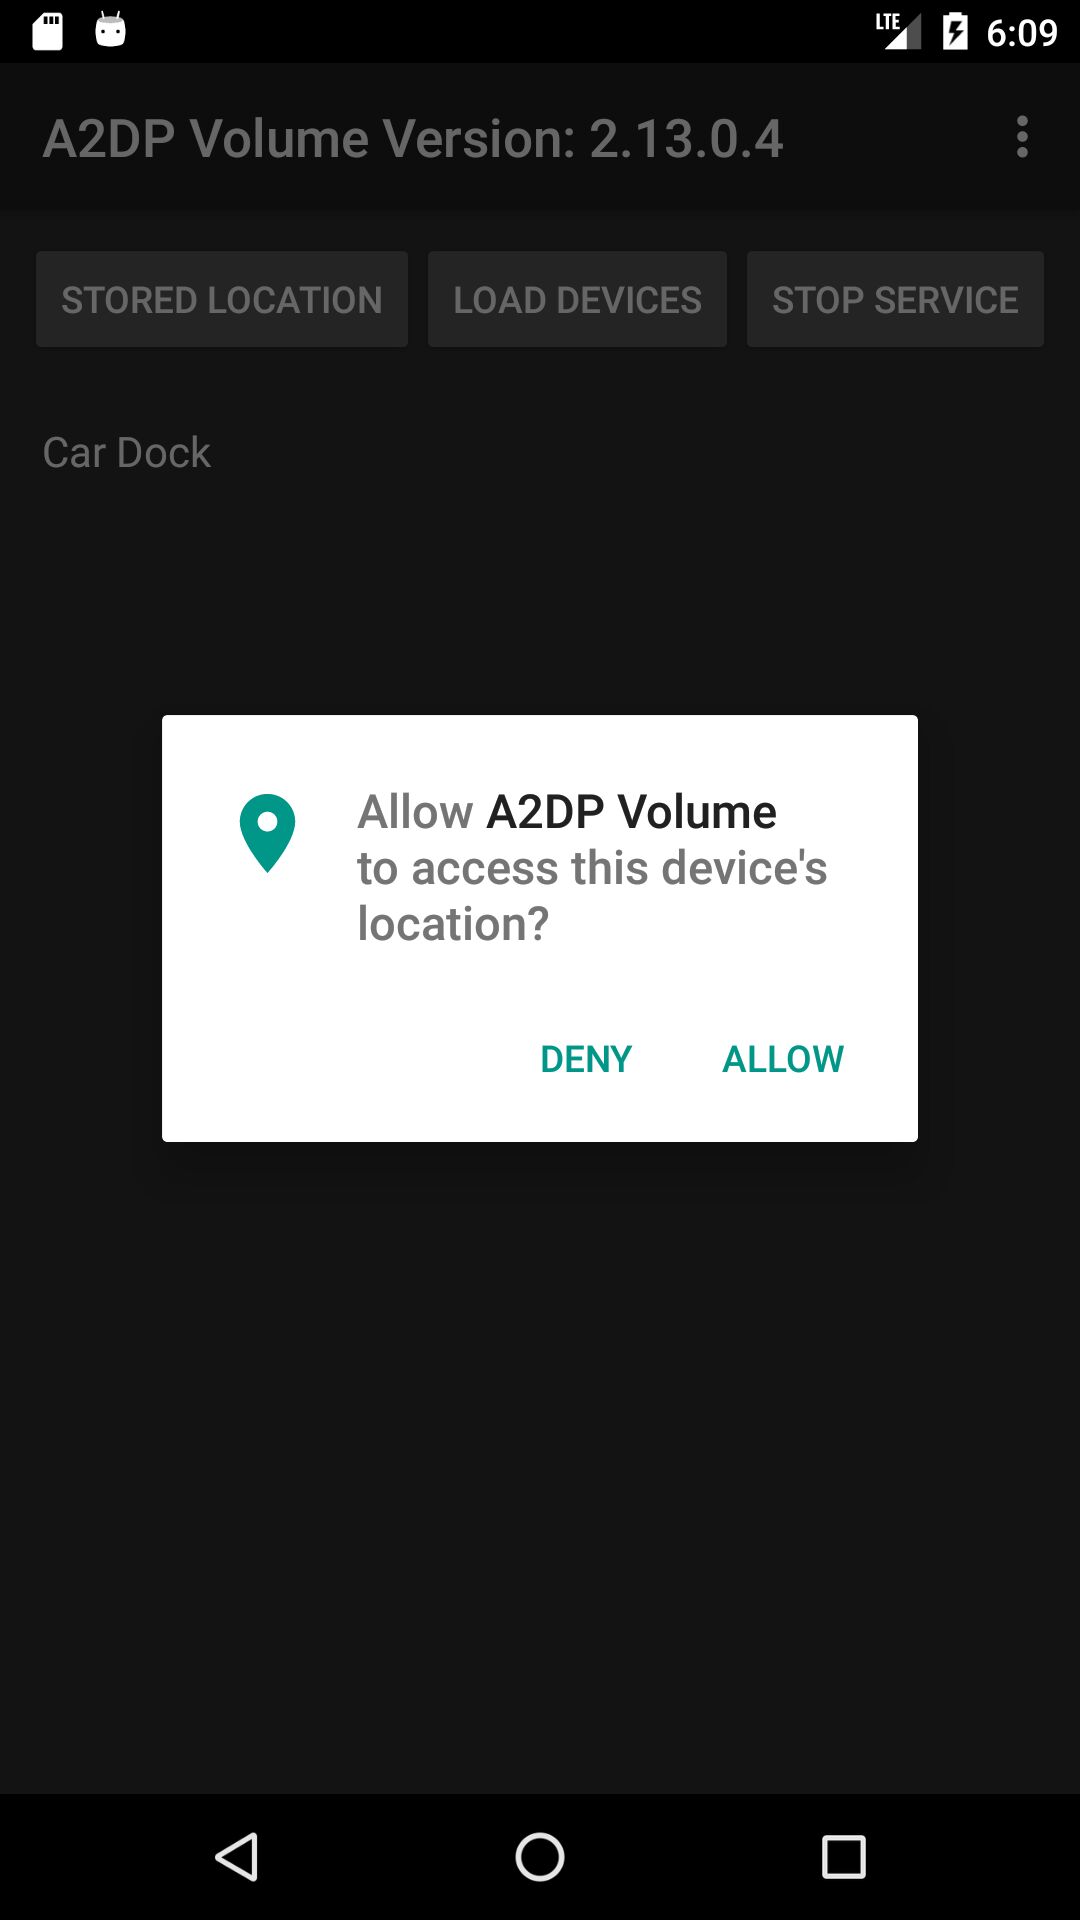 LTE 6:09
A2DP Volume Version: 2.13.0.4
STORED LOCATION LOAD DEVICES STOP SERVICE
Car Dock
Allow A2DP Volume
to access this device's
location?
DENY ALLOW